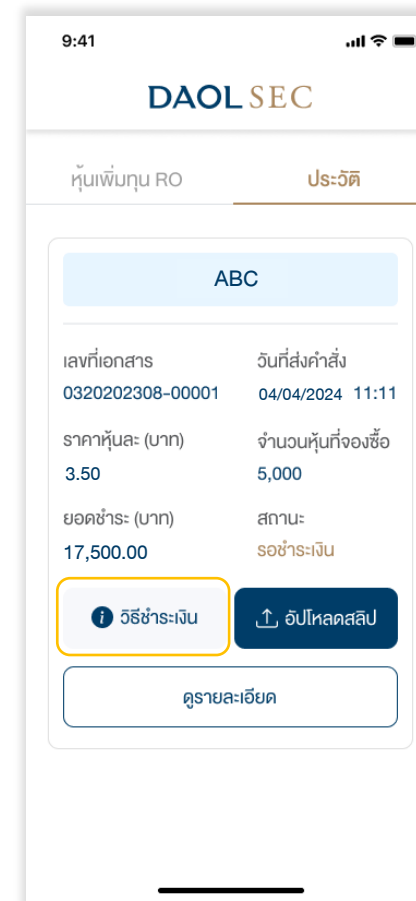 9:41
DAOL SEC
หุ้นเพิ่มทุน RO ประวัติ
ABC
เลขที่เอกสาร วันที่ส่งคำสั่ง
0320202308-00001 04/04/2024 11:11
ราคาหุ้นละ (บาท) จำนวนหุ้นที่จองซื้อ
3.50 5,000
ยอดชำระ (บาท) สถานะ
17,500.00 รอชำระเงิน
วิธีชำระเงิน อัปโหลดสลิป
ดูรายละเอียด